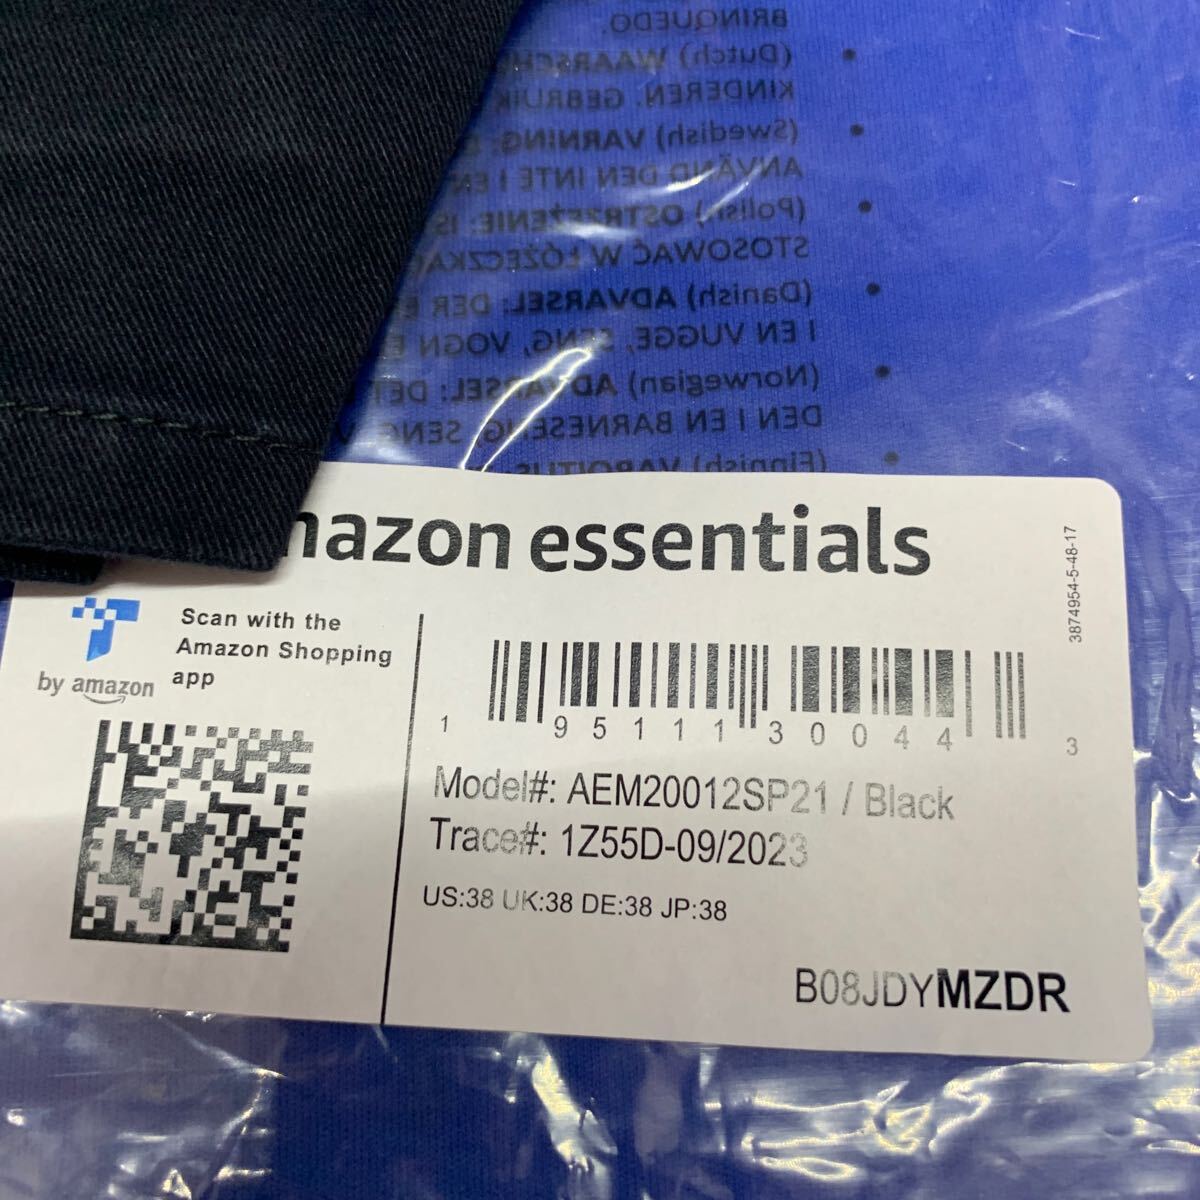 BRINQUEDO.
(Dutch)
KINDEREN. GEBRUIK
(Swedish) VARNING:
ANVÄND DEN INTE I EN
(Polish) OSTRZEŻENIE:
STOSOWAĆ W
(Danish) ADVARSEL: DER
I EN VUGGE, SENG, VOGN
(Norwegian) ADVARSEL: DET
DEN I EN BARNESENG, SENG,
(Finnish) VAROITUS:
amazon essentials
3874954-5-48-17
Scan with the
Amazon Shopping
app
by amazon
1 95111 30044 3
Model#: AEM20012SP21 / Black
Trace#: 1Z55D-09/2023
US:38 UK:38 DE:38 JP:38
B08JDYMZDR